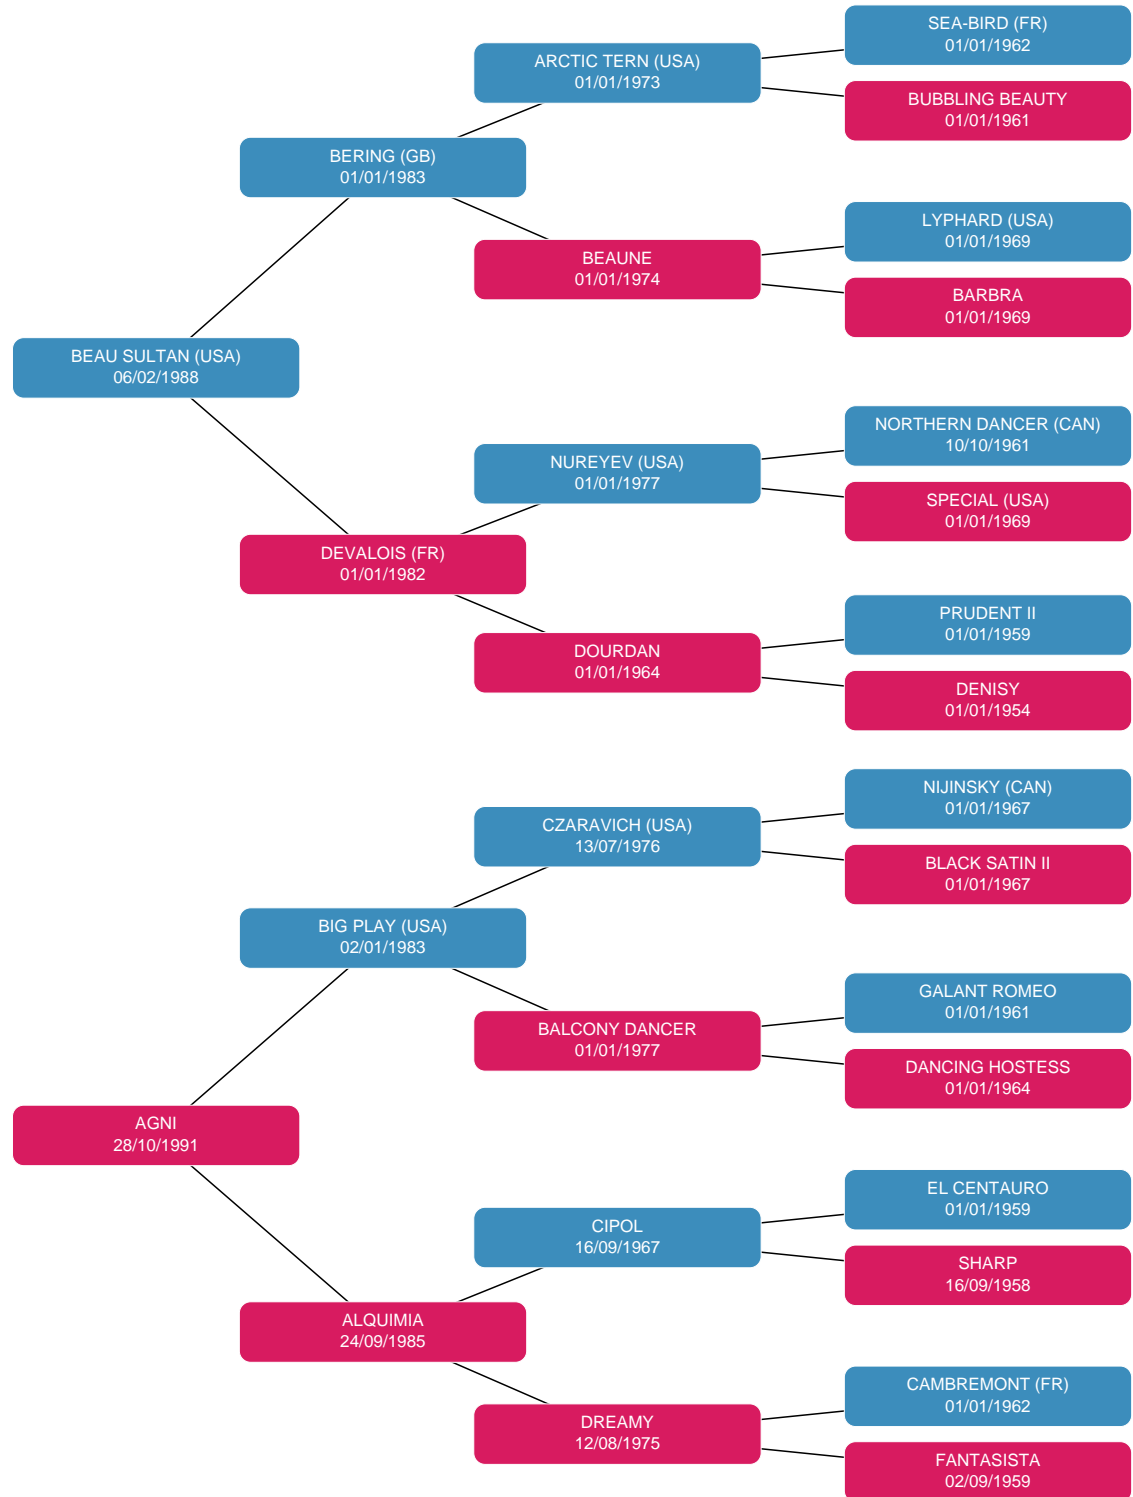 SEA-BIRD (FR)
01/01/1962
ARCTIC TERN (USA)
01/01/1973
BUBBLING BEAUTY
01/01/1961
BERING (GB)
01/01/1983
LYPHARD (USA)
01/01/1969
BEAUNE
01/01/1974
BARBRA
01/01/1969
BEAU SULTAN (USA)
06/02/1988
NORTHERN DANCER (CAN)
10/10/1961
NUREYEV (USA)
01/01/1977
SPECIAL (USA)
01/01/1969
DEVALOIS (FR)
01/01/1982
PRUDENT II
01/01/1959
DOURDAN
01/01/1964
DENISY
01/01/1954
NIJINSKY (CAN)
01/01/1967
CZARAVICH (USA)
13/07/1976
BLACK SATIN II
01/01/1967
BIG PLAY (USA)
02/01/1983
GALANT ROMEO
01/01/1961
BALCONY DANCER
01/01/1977
DANCING HOSTESS
01/01/1964
AGNI
28/10/1991
EL CENTAURO
01/01/1959
CIPOL
16/09/1967
SHARP
16/09/1958
ALQUIMIA
24/09/1985
CAMBREMONT (FR)
01/01/1962
DREAMY
12/08/1975
FANTASISTA
02/09/1959